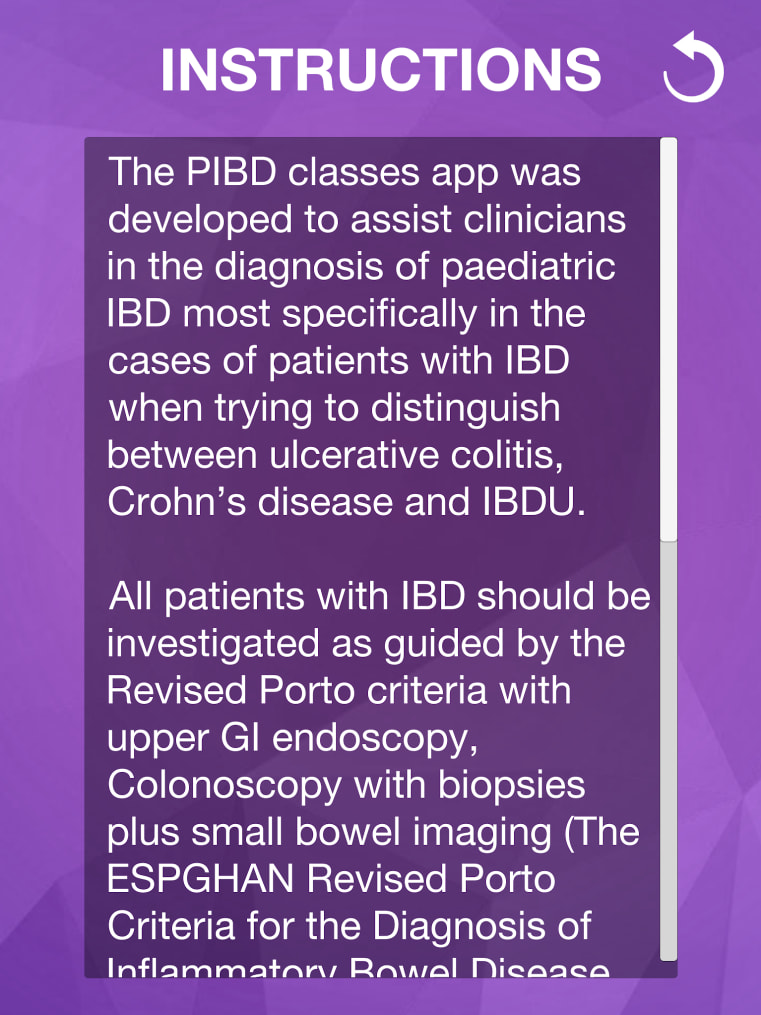 INSTRUCTIONS
The PIBD classes app was
developed to assist clinicians
in the diagnosis of paediatric
IBD most specifically in the
cases of patients with IBD
when trying to distinguish
between ulcerative colitis,
Crohn’s disease and IBDU.
All patients with IBD should be
investigated as guided by the
Revised Porto criteria with
upper GI endoscopy,
Colonoscopy with biopsies
plus small bowel imaging (The
ESPGHAN Revised Porto
Criteria for the Diagnosis of
Inflammatory Bowel Disease